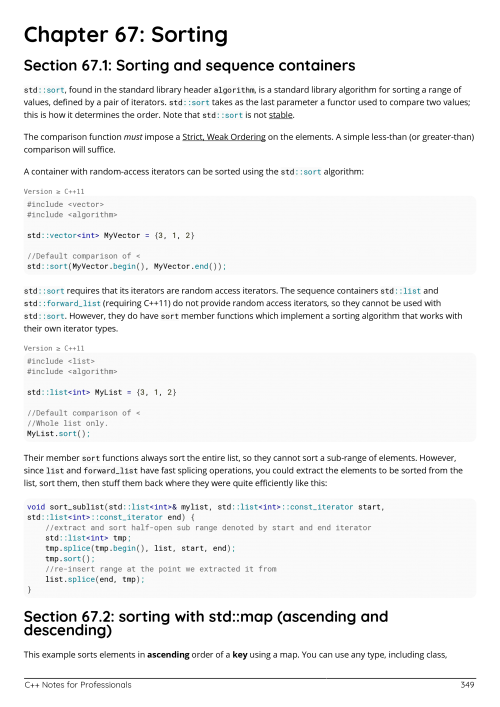 Chapter 67: Sorting
Section 67.1: Sorting and sequence containers
std::sort, found in the standard library header algorithm, is a standard library algorithm for sorting a range of
values, defined by a pair of iterators. std::sort takes as the last parameter a functor used to compare two values;
this is how it determines the order. Note that std::sort is not stable.
The comparison function must impose a Strict, Weak Ordering on the elements. A simple less-than (or greater-than)
comparison will suffice.
A container with random-access iterators can be sorted using the std::sort algorithm:
Version ≥ C++11
#include <vector>
#include <algorithm>
std::vector<int> MyVector = {3, 1, 2}
//Default comparison of <
std::sort(MyVector.begin(), MyVector.end());
std::sort requires that its iterators are random access iterators. The sequence containers std::list and
std::forward_list (requiring C++11) do not provide random access iterators, so they cannot be used with
std::sort. However, they do have sort member functions which implement a sorting algorithm that works with
their own iterator types.
Version ≥ C++11
#include <list>
#include <algorithm>
std::list<int> MyList = {3, 1, 2}
//Default comparison of <
//Whole list only.
MyList.sort();
Their member sort functions always sort the entire list, so they cannot sort a sub-range of elements. However,
since list and forward_list have fast splicing operations, you could extract the elements to be sorted from the
list, sort them, then stuff them back where they were quite efficiently like this:
void sort_sublist(std::list<int>& mylist, std::list<int>::const_iterator start,
std::list<int>::const_iterator end) {
//extract and sort half-open sub range denoted by start and end iterator
std::list<int> tmp;
tmp.splice(tmp.begin(), list, start, end);
tmp.sort();
//re-insert range at the point we extracted it from
list.splice(end, tmp);
}
Section 67.2: sorting with std::map (ascending and
descending)
This example sorts elements in ascending order of a key using a map. You can use any type, including class,
C++ Notes for Professionals
349